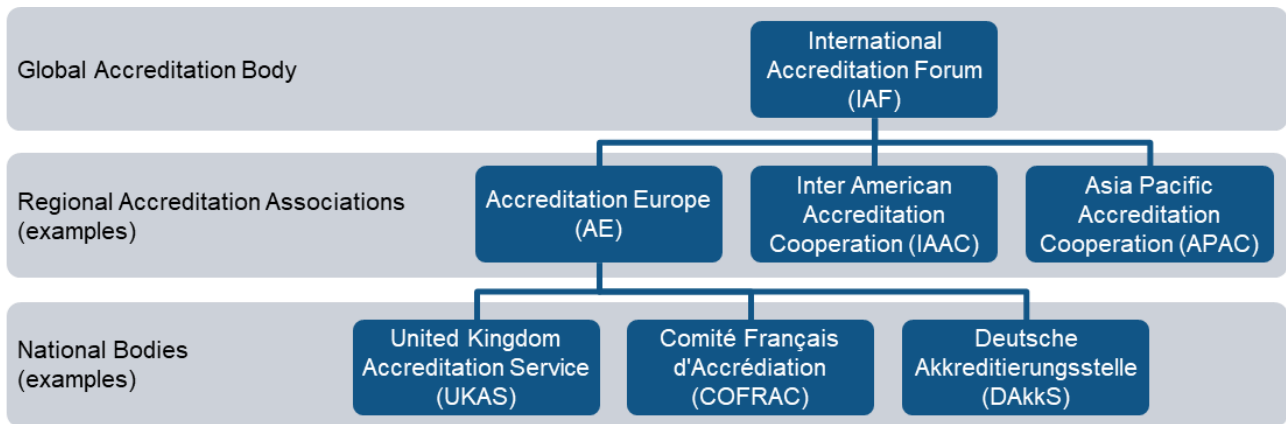 Global Accreditation Body
International
Accreditation Forum
(IAF)
Regional Accreditation Associations
(examples)
Accreditation Europe
(AE)
Inter American
Accreditation
Cooperation (IAAC)
Asia Pacific
Accreditation
Cooperation (APAC)
National Bodies
(examples)
United Kingdom
Accreditation Service
(UKAS)
Comité Français
d'Accrédiation
(COFRAC)
Deutsche
Akkreditierungsstelle
(DAkkS)